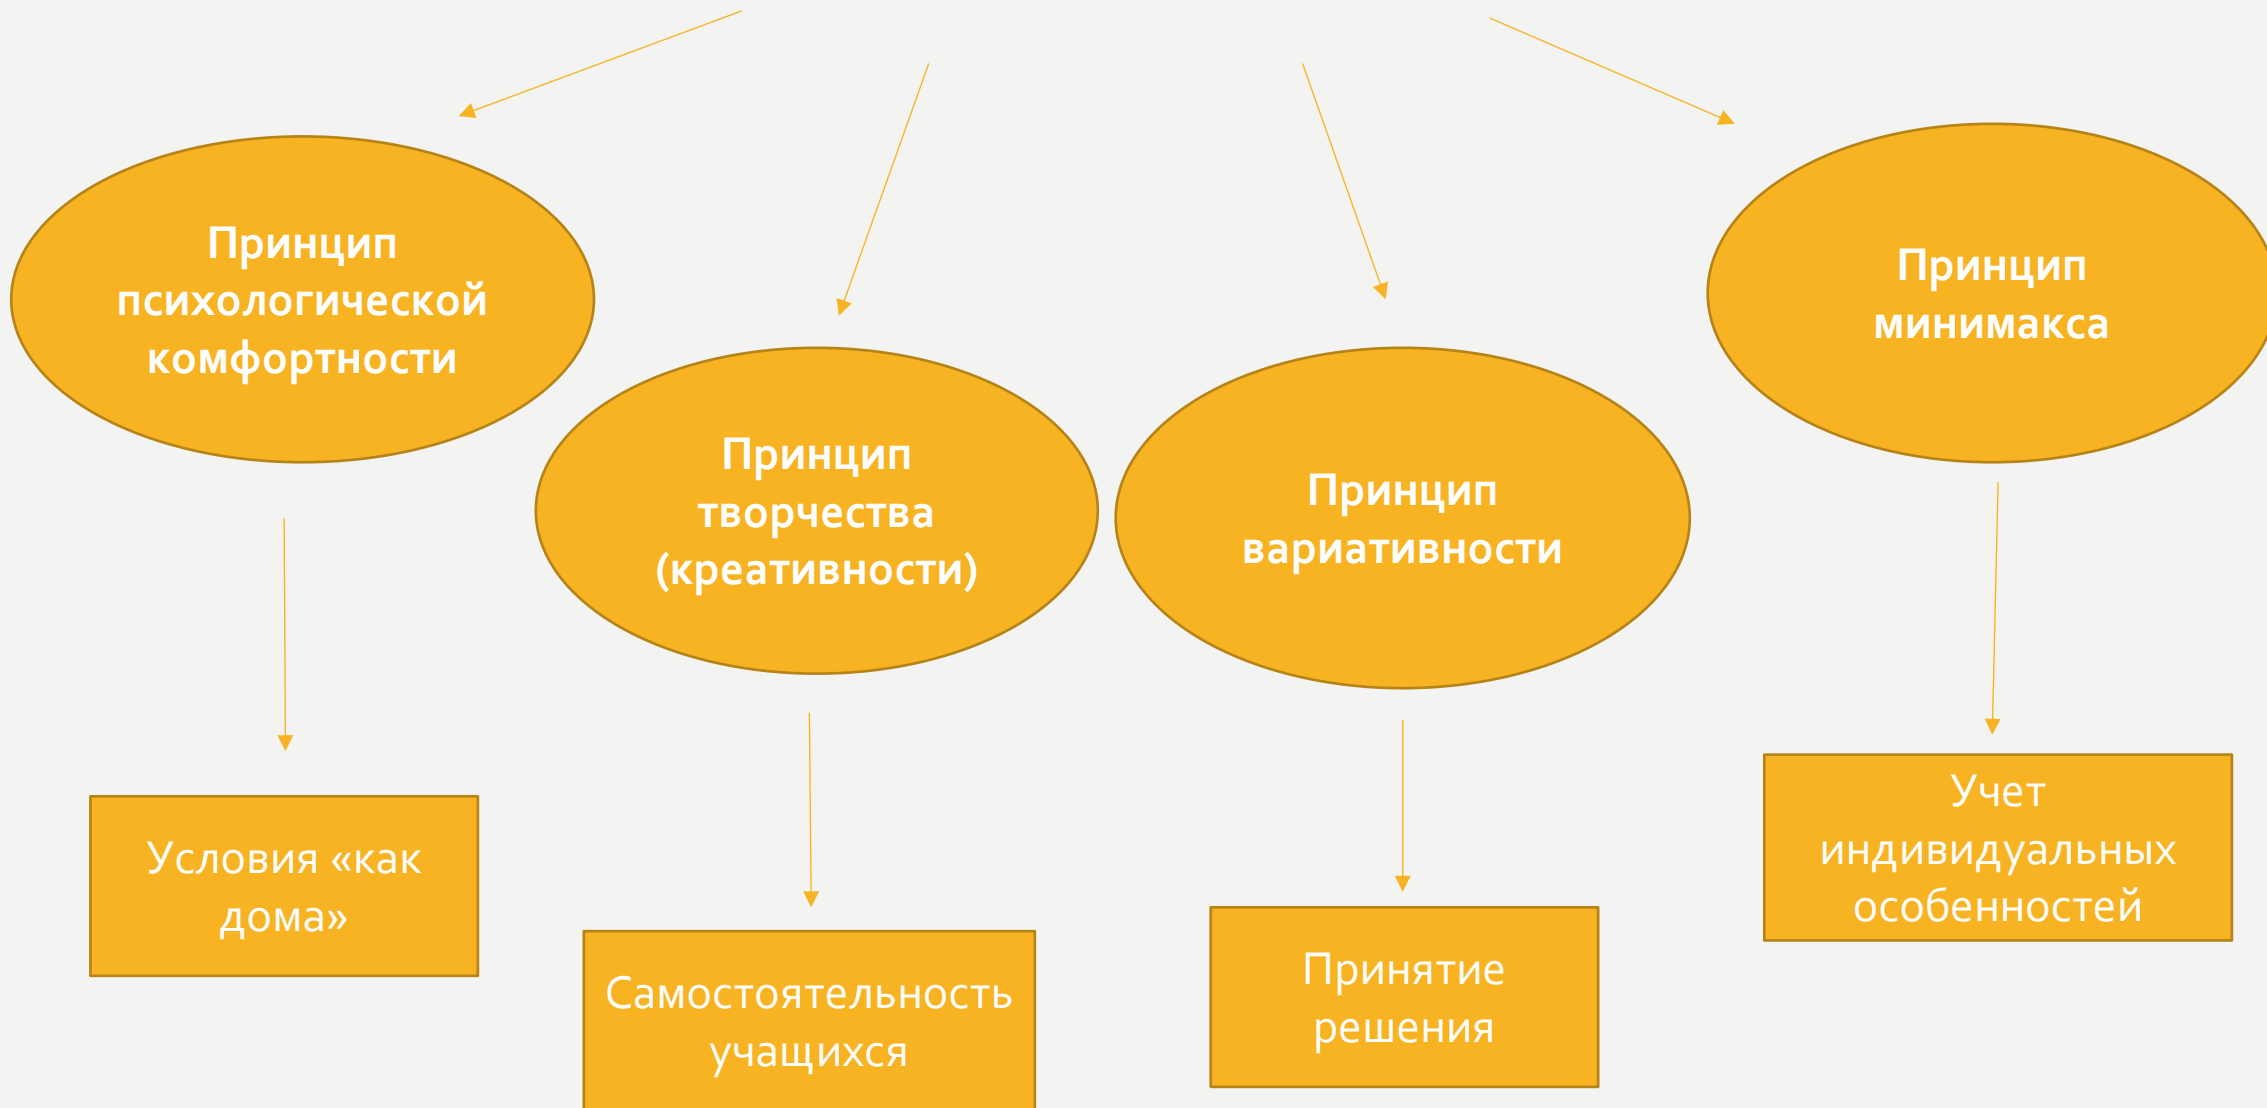 Принцип
психологической
комфортности
Принцип
творчества
(креативности)
Принцип
вариативности
Принцип
минимакса
Условия «как
дома»
Самостоятельность
учащихся
Принятие
решения
Учет
индивидуальных
особенностей